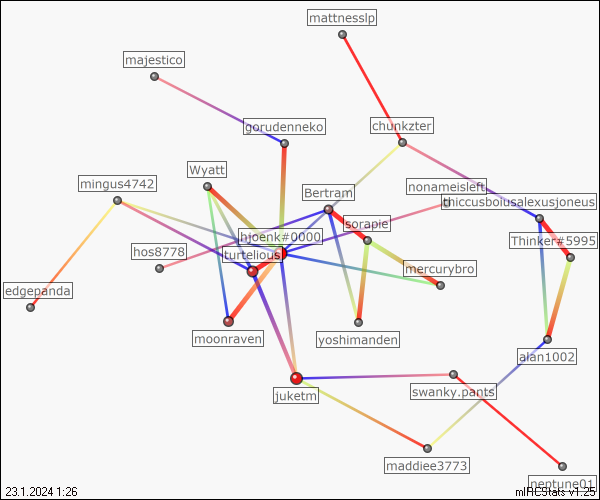 mattnesslp
majestico
gorudenneko
chunkzter
Wyatt
mingus4742
Bertram
nonameisleft
thiccusbolusalexusjoneus
sorapie
hjoenk#0000
Thinker#5995
hos8778
turtelious
mercurybro
edgepanda
moonraven
yoshimanden
alan1002
juketm
swanky.pants
maddiee3773
neptune01
23.1.2024 1:26
mIRCStats v1.25